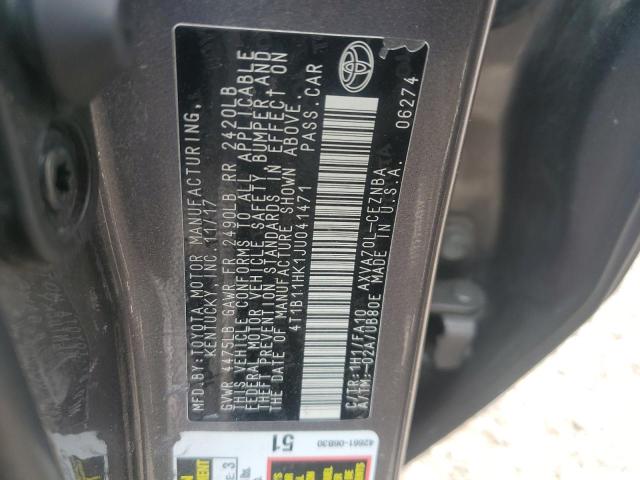 MFD.BY:TOYOTA MOTOR MANUFACTURING,
KENTUCKY, INC. 11/17
GVWR 4475LB GAWR FR 2490LB RR 2420LB
THIS VEHICLE CONFORMS TO ALL APPLICABLE
FEDERAL MOTOR VEHICLE SAFETY, BUMPER AND
THEFT PREVENTION STANDARDS IN EFFECT ON
THE DATE OF MANUFACTURE SHOWN ABOVE.
4T1B11HK1JU041471 PASS.CAR
C/TR:1H1/FA10 AXVA70L-CEZNBA
A/TM:-02A/UB80E MADE IN U.S.A.
06274
42661-06B30
51